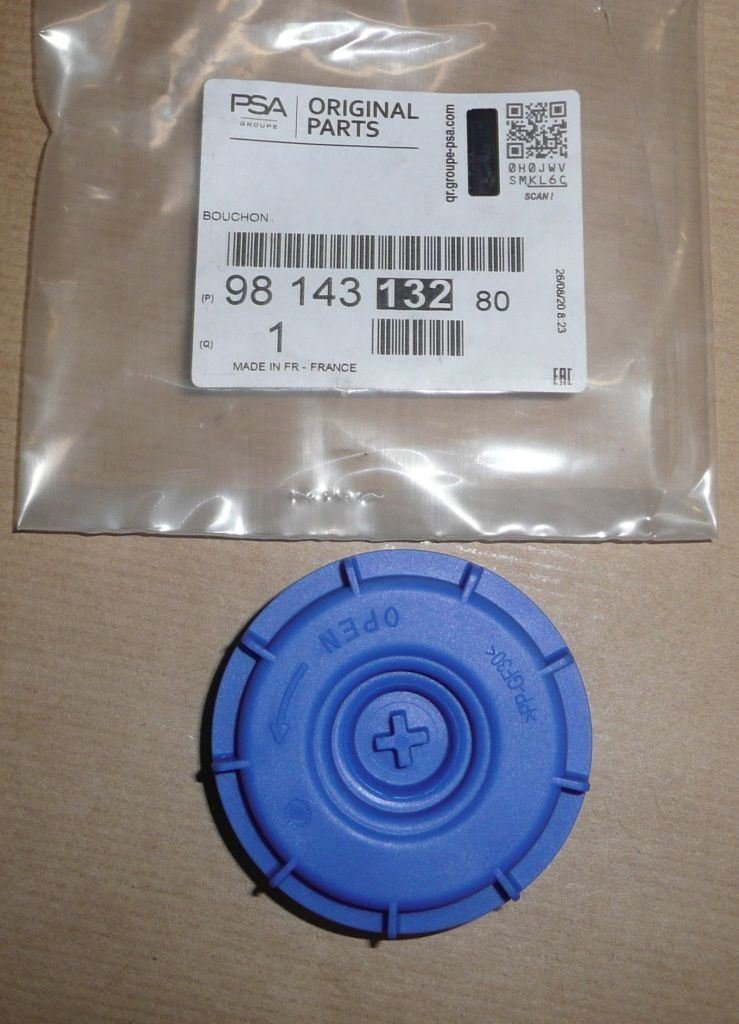 PSA
GROUPE
ORIGINAL
PARTS
qr.groupe-psa.com
0H0JWV
SMKL6C
SCAN!
BOUCHON
(P) 98 143 132 80
(Q) 1
26/08/20 8:23
MADE IN FR - FRANCE
EAC
OPEN
>PP-GF30<